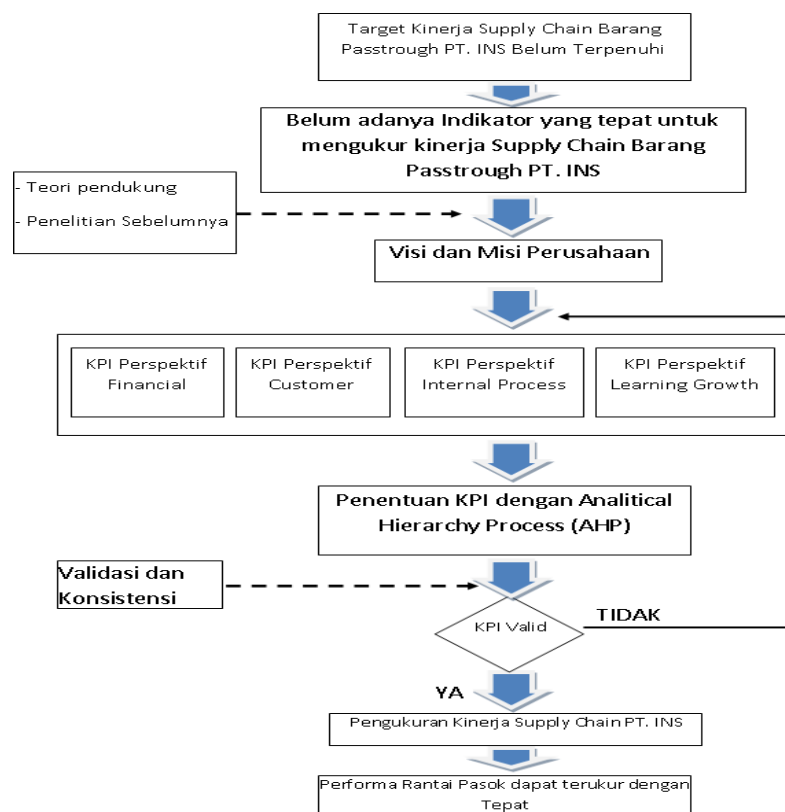 Target Kinerja Supply Chain Barang
Passtrough PT. INS Belum Terpenuhi
Belum adanya Indikator yang tepat untuk
mengukur kinerja Supply Chain Barang
Passtrough PT. INS
- Teori pendukung
- Penelitian Sebelumnya
Visi dan Misi Perusahaan
KPI Perspektif
Financial
KPI Perspektif
Customer
KPI Perspektif
Internal Process
KPI Perspektif
Learning Growth
Penentuan KPI dengan Analitical
Hierarchy Process (AHP)
Validasi dan
Konsistensi
KPI Valid
TIDAK
YA
Pengukuran Kinerja Supply Chain PT. INS
Performa Rantai Pasok dapat terukur dengan
Tepat